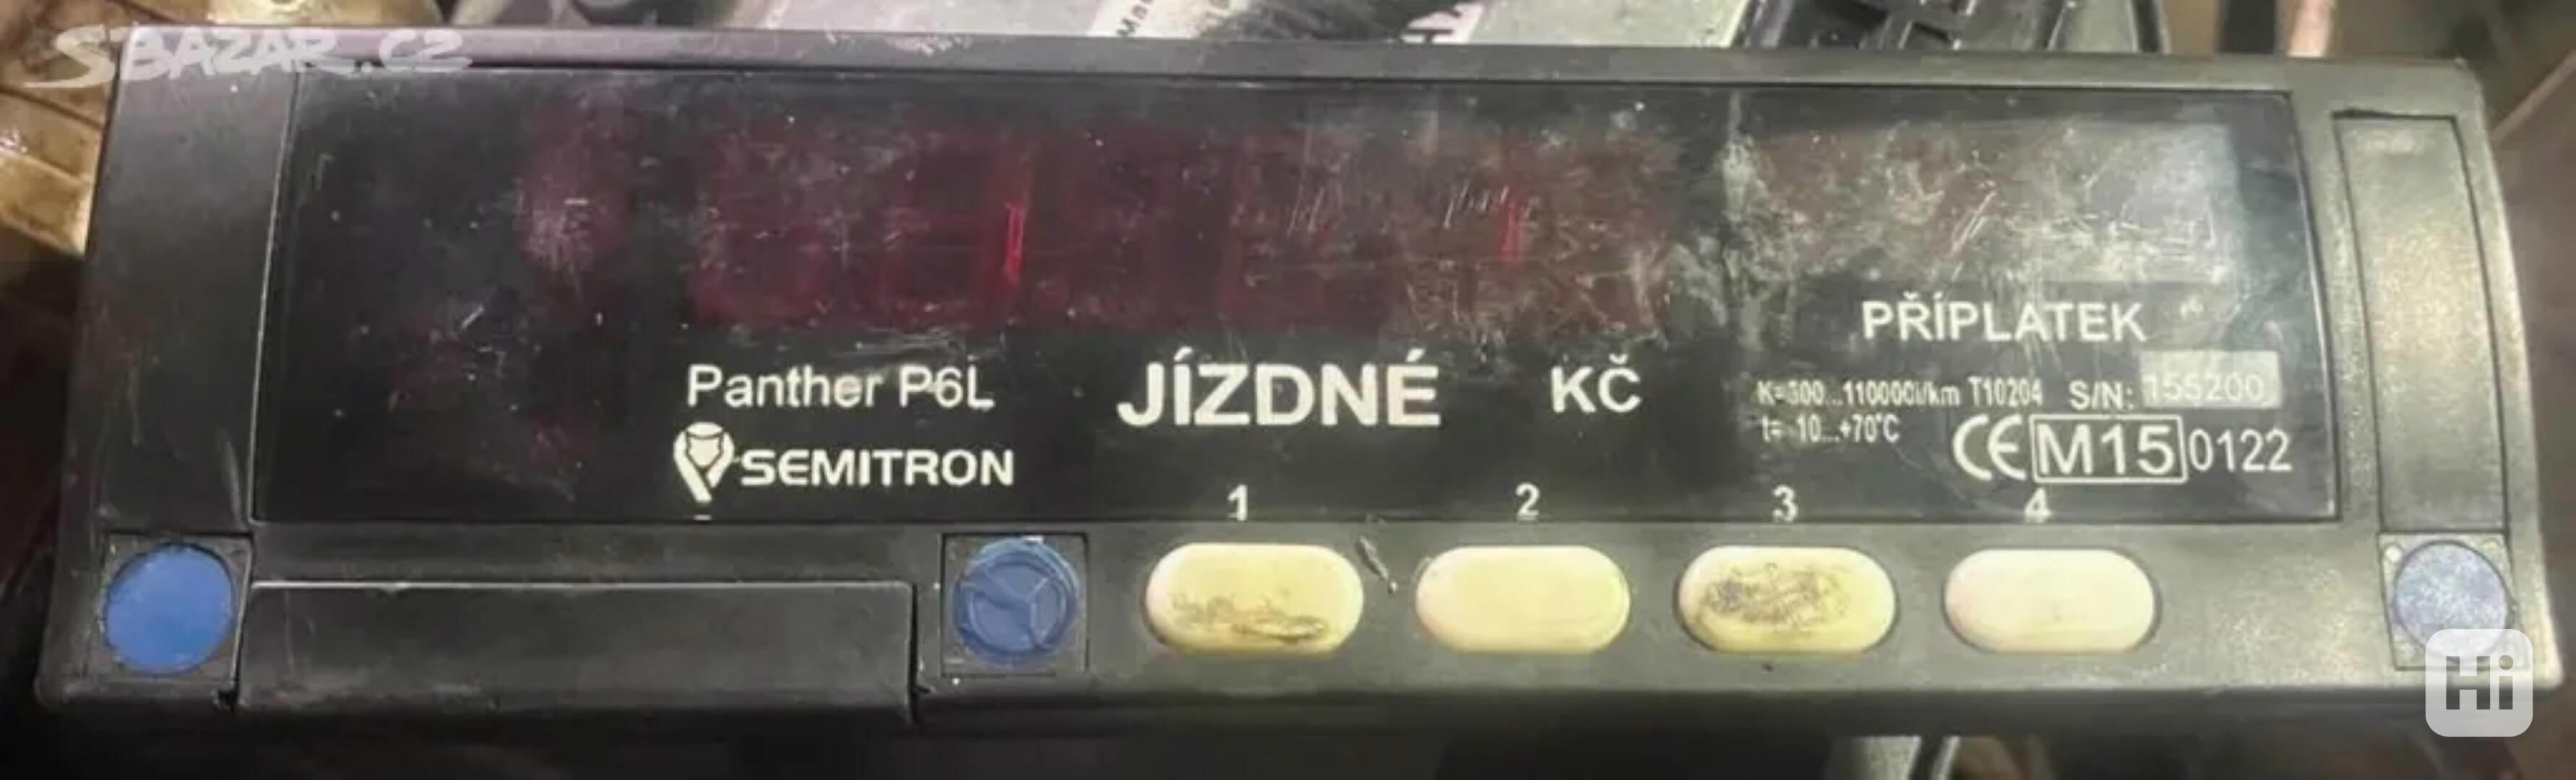 SBAZAR.CZ
PŘÍPLATEK
Panther P6L
JÍZDNÉ KČ
K=300...110000i/km T10204 S/N: 155200
t= -10...+70°C
CE M15 0122
SEMITRON
1 2 3 4
Hi